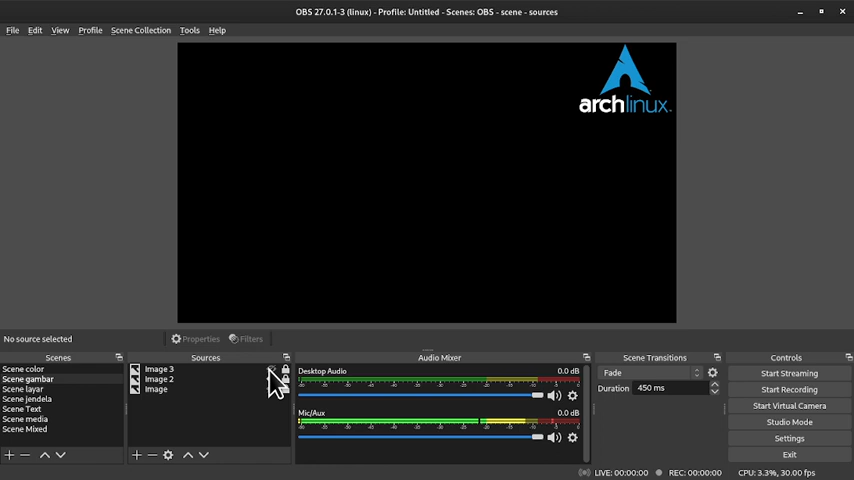 OBS 27.0.1-3 (linux) - Profile: Untitled - Scenes: OBS - scene - sources
File Edit View Profile Scene Collection Tools Help
archlinux.
No source selected
Properties Filters
Scenes
Scene color
Scene gambar
Scene layar
Scene jendela
Scene Text
Scene media
Scene Mixed
Sources
Image 3
Image 2
Image
Audio Mixer
Desktop Audio 0.0 dB
Mic/Aux 0.0 dB
Scene Transitions
Fade
Duration 450 ms
Controls
Start Streaming
Start Recording
Start Virtual Camera
Studio Mode
Settings
Exit
LIVE: 00:00:00 REC: 00:00:00 CPU: 3.3%, 30.00 fps